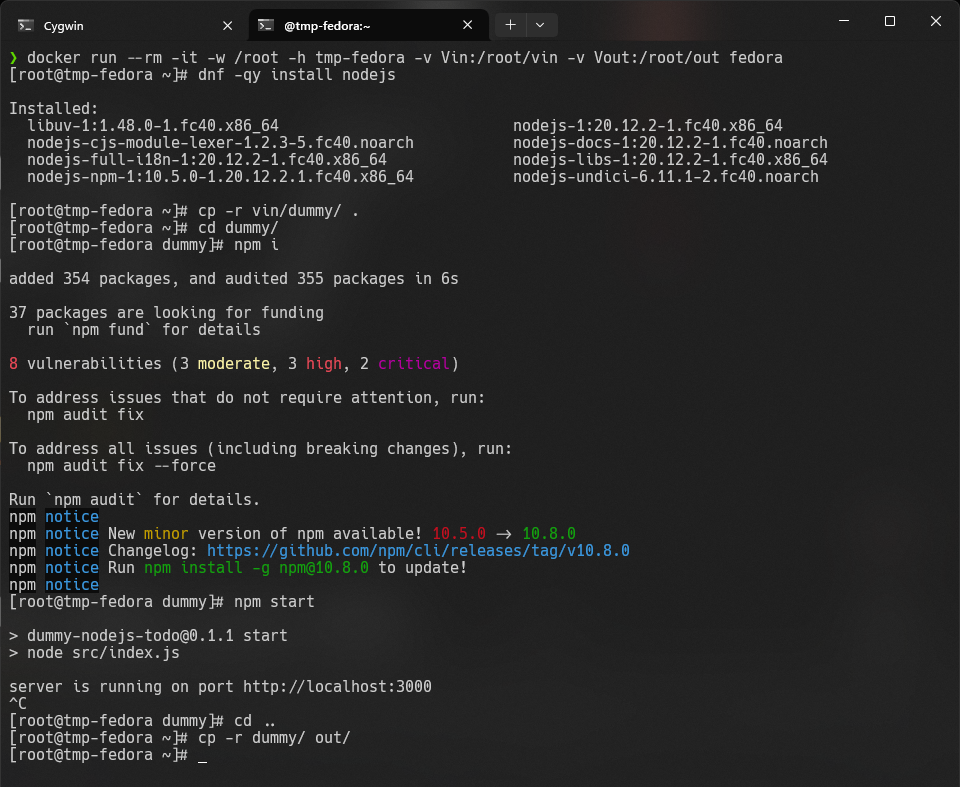 Cygwin
@tmp-fedora:~
❯ docker run --rm -it -w /root -h tmp-fedora -v Vin:/root/vin -v Vout:/root/out fedora
[root@tmp-fedora ~]# dnf -qy install nodejs
Installed:
libuv-1:1.48.0-1.fc40.x86_64 nodejs-1:20.12.2-1.fc40.x86_64
nodejs-cjs-module-lexer-1.2.3-5.fc40.noarch nodejs-docs-1:20.12.2-1.fc40.noarch
nodejs-full-i18n-1:20.12.2-1.fc40.x86_64 nodejs-libs-1:20.12.2-1.fc40.x86_64
nodejs-npm-1:10.5.0-1.20.12.2.1.fc40.x86_64 nodejs-undici-6.11.1-2.fc40.noarch
[root@tmp-fedora ~]# cp -r vin/dummy/ .
[root@tmp-fedora ~]# cd dummy/
[root@tmp-fedora dummy]# npm i
added 354 packages, and audited 355 packages in 6s
37 packages are looking for funding
run `npm fund` for details
8 vulnerabilities (3 moderate, 3 high, 2 critical)
To address issues that do not require attention, run:
npm audit fix
To address all issues (including breaking changes), run:
npm audit fix --force
Run `npm audit` for details.
npm notice
npm notice New minor version of npm available! 10.5.0 -> 10.8.0
npm notice Changelog: https://github.com/npm/cli/releases/tag/v10.8.0
npm notice Run npm install -g npm@10.8.0 to update!
npm notice
[root@tmp-fedora dummy]# npm start
> dummy-nodejs-todo@0.1.1 start
> node src/index.js
server is running on port http://localhost:3000
^C
[root@tmp-fedora dummy]# cd ..
[root@tmp-fedora ~]# cp -r dummy/ out/
[root@tmp-fedora ~]# _